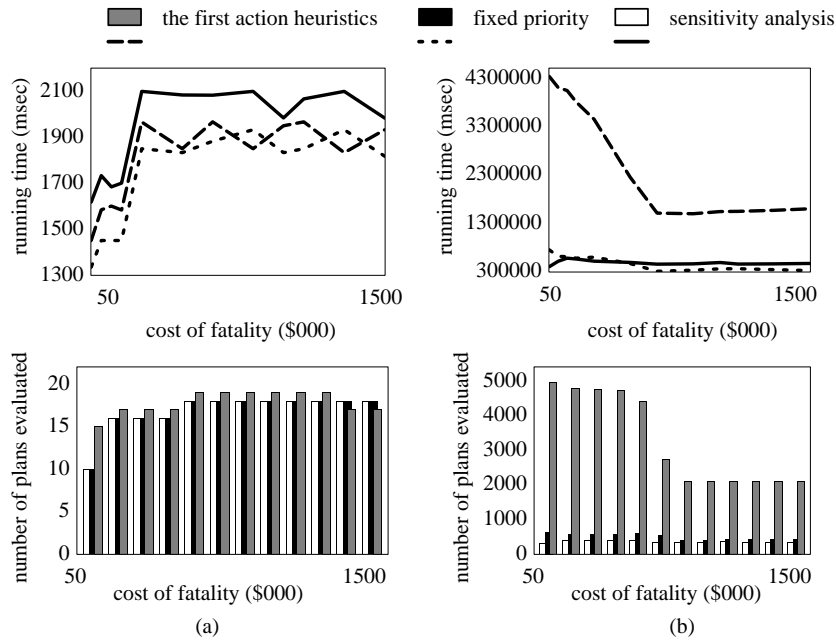 the first action heuristics fixed priority sensitivity analysis
running time (msec)
2100
1900
1700
1500
1300
50 1500
cost of fatality ($000)
running time (msec)
4300000
3300000
2300000
1300000
300000
50 1500
cost of fatality ($000)
number of plans evaluated
20
15
10
5
0
50 1500
cost of fatality ($000)
(a)
number of plans evaluated
5000
4000
3000
2000
1000
0
50 1500
cost of fatality ($000)
(b)